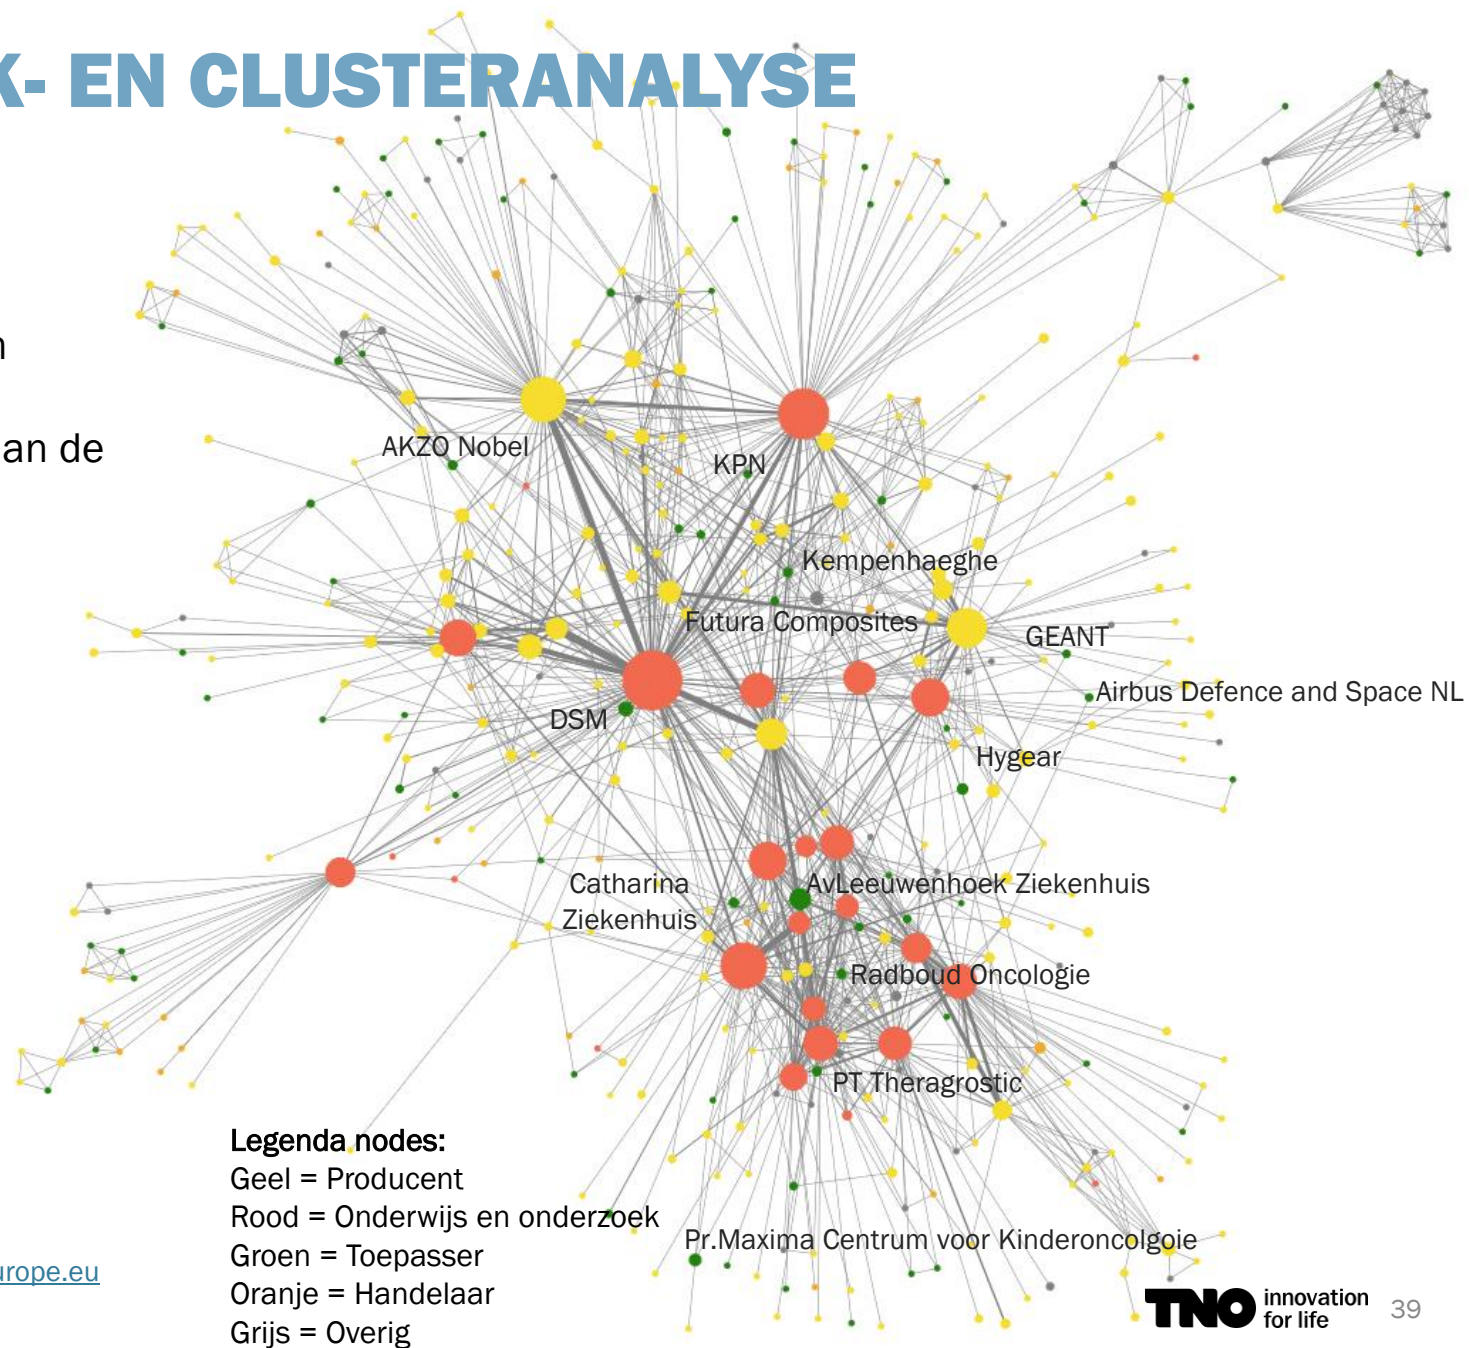 K- EN CLUSTERANALYSE
n
an de
AKZO Nobel
KPN
Kempenhaeghe
Futura Composites
GEANT
Airbus Defence and Space NL
DSM
Hygear
Catharina
Ziekenhuis
AvLeeuwenhoek Ziekenhuis
Radboud Oncologie
PT Theragrostic
Legenda nodes:
Geel = Producent
Rood = Onderwijs en onderzoek
Groen = Toepasser
Oranje = Handelaar
Grijs = Overig
Pr.Maxima Centrum voor Kinderoncolgoie
urope.eu
TNO innovation
for life
39